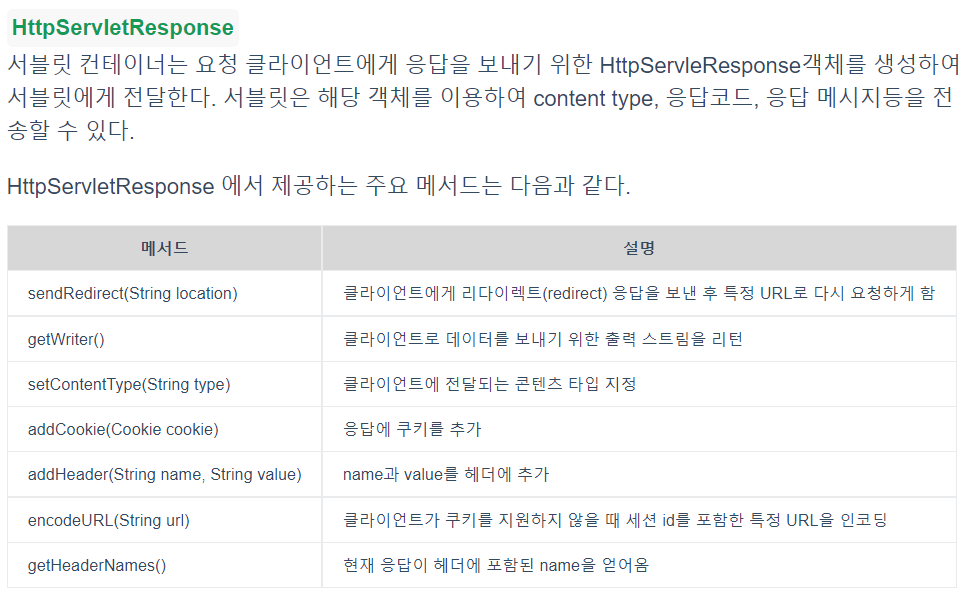 HttpServletResponse
서블릿 컨테이너는 요청 클라이언트에게 응답을 보내기 위한 HttpServleResponse객체를 생성하여
서블릿에게 전달한다. 서블릿은 해당 객체를 이용하여 content type, 응답코드, 응답 메시지등을 전
송할 수 있다.
HttpServletResponse 에서 제공하는 주요 메서드는 다음과 같다.
메서드 설명
sendRedirect(String location) 클라이언트에게 리다이렉트(redirect) 응답을 보낸 후 특정 URL로 다시 요청하게 함
getWriter() 클라이언트로 데이터를 보내기 위한 출력 스트림을 리턴
setContentType(String type) 클라이언트에 전달되는 콘텐츠 타입 지정
addCookie(Cookie cookie) 응답에 쿠키를 추가
addHeader(String name, String value) name과 value를 헤더에 추가
encodeURL(String url) 클라이언트가 쿠키를 지원하지 않을 때 세션 id를 포함한 특정 URL을 인코딩
getHeaderNames() 현재 응답이 헤더에 포함된 name을 얻어옴